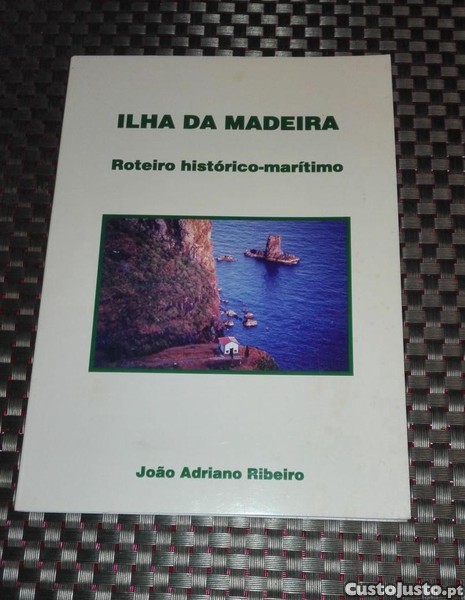 ILHA DA MADEIRA
Roteiro histórico-marítimo
João Adriano Ribeiro
CustoJusto.pt